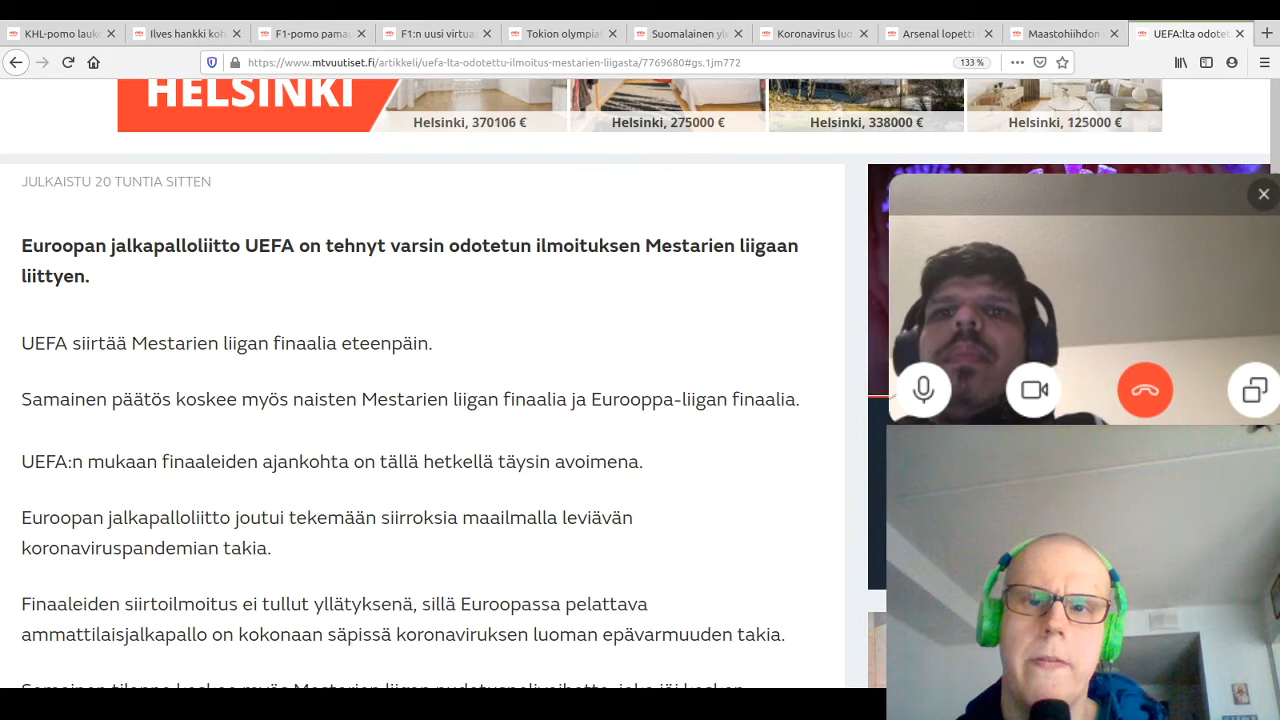 KHL-pomo lauko
Ilves hankki koh
F1-pomo pamau
F1:n uusi virtua
Tokion olympia
Suomalainen yle
Koronavirus luo
Arsenal lopetti
Maastohiihdon
UEFA:lta odotet
https://www.mtvuutiset.fi/artikkeli/uefa-lta-odotettu-ilmoitus-mestarien-liigasta/7769680#gs.1jm772
133 %
HELSINKI
Helsinki, 370106 €
Helsinki, 275000 €
Helsinki, 338000 €
Helsinki, 125000 €
JULKAISTU 20 TUNTIA SITTEN
Euroopan jalkapalloliitto UEFA on tehnyt varsin odotetun ilmoituksen Mestarien liigaan
liittyen.
UEFA siirtää Mestarien liigan finaalia eteenpäin.
Samainen päätös koskee myös naisten Mestarien liigan finaalia ja Eurooppa-liigan finaalia.
UEFA:n mukaan finaaleiden ajankohta on tällä hetkellä täysin avoimena.
Euroopan jalkapalloliitto joutui tekemään siirroksia maailmalla leviävän
koronaviruspandemian takia.
Finaaleiden siirtoilmoitus ei tullut yllätyksenä, sillä Euroopassa pelattava
ammattilaisjalkapallo on kokonaan säpissä koronaviruksen luoman epävarmuuden takia.